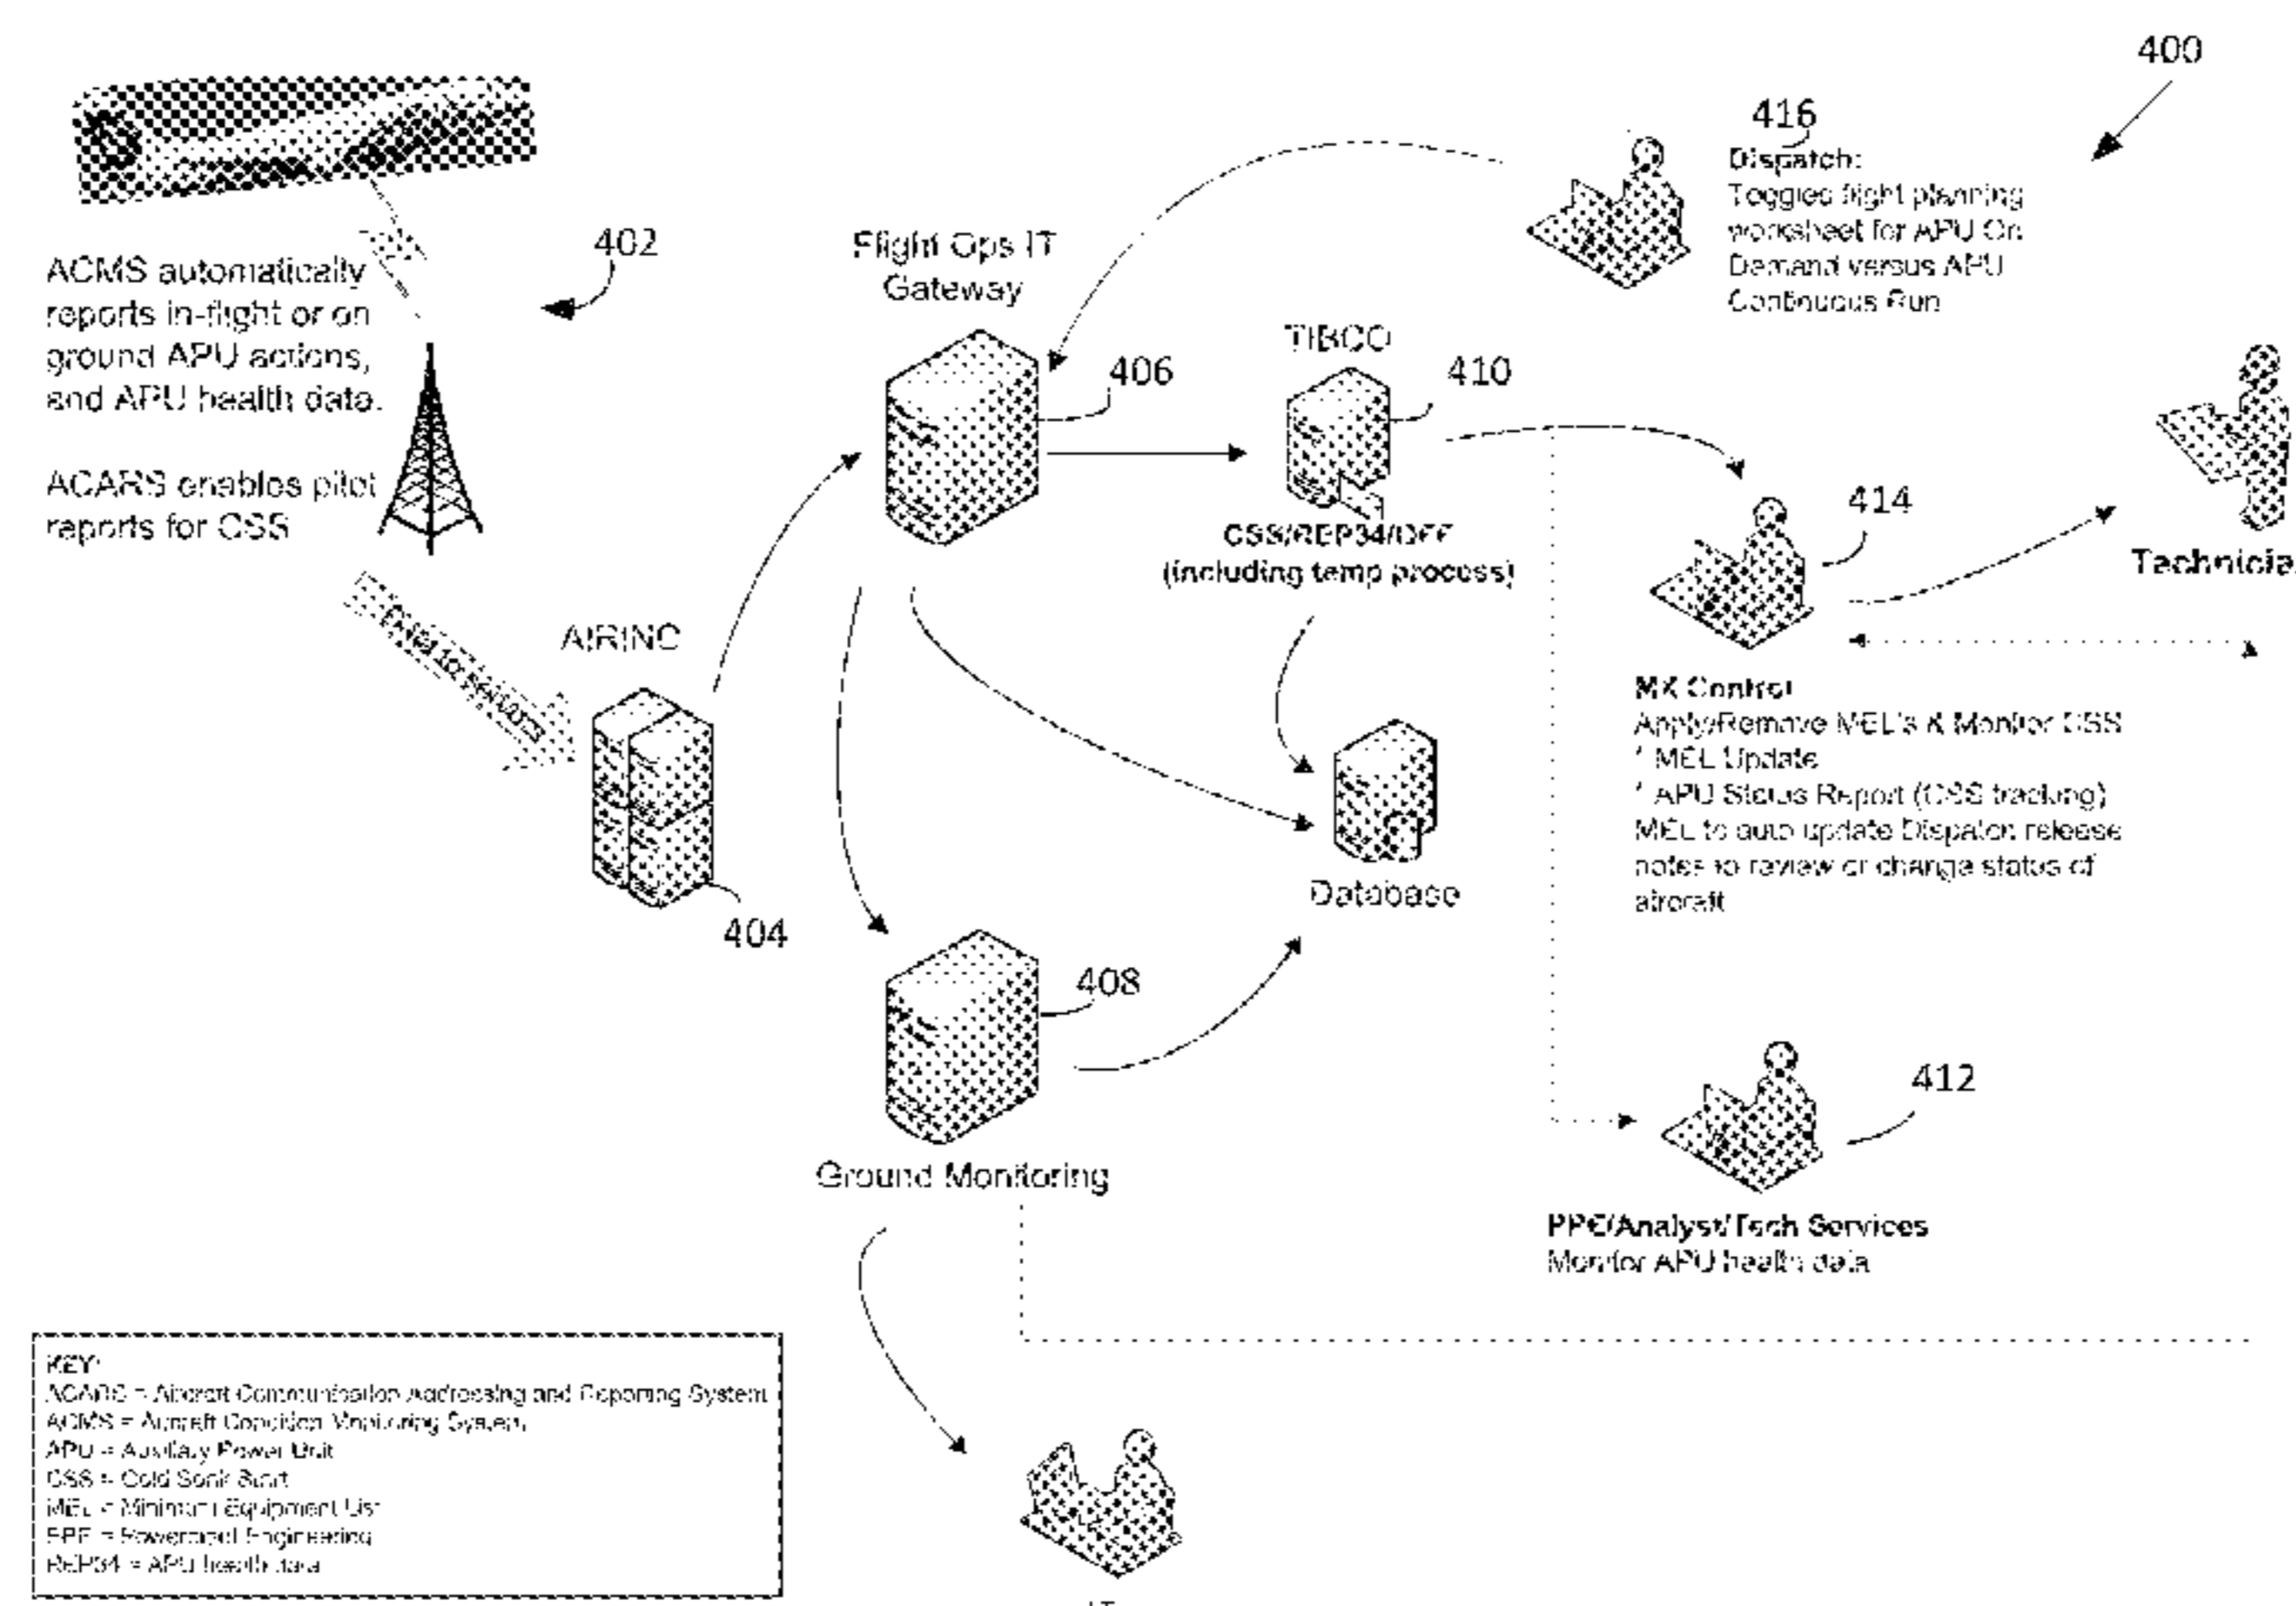 400
416
Dispatch:
Toggles flight planning
worksheet for APU On
Demand versus APU
Continuous Run
402
ACMS automatically
reports in-flight or on
ground APU actions,
and APU health data.
ACARS enables pilot
reports for CSS
Flight Ops IT
Gateway
406
TIBCO
410
CSS/REP34/OFF
(including temp process)
414
Technicia
AIRINC
404
MX Control
Apply/Remove MEL's & Monitor CSS
* MEL Update
* APU Status Report (CSS tracking)
MEL to auto update Dispatch release
notes to review or change status of
aircraft
Database
408
Ground Monitoring
412
PPE/Analyst/Tech Services
Monitor APU health data
KEY:
ACARS = Aircraft Communication Addressing and Reporting System
ACMS = Aircraft Condition Monitoring System
APU = Auxiliary Power Unit
CSS = Cold Soak Start
MEL = Minimum Equipment List
PPE = Powerplant Engineering
REP34 = APU health data